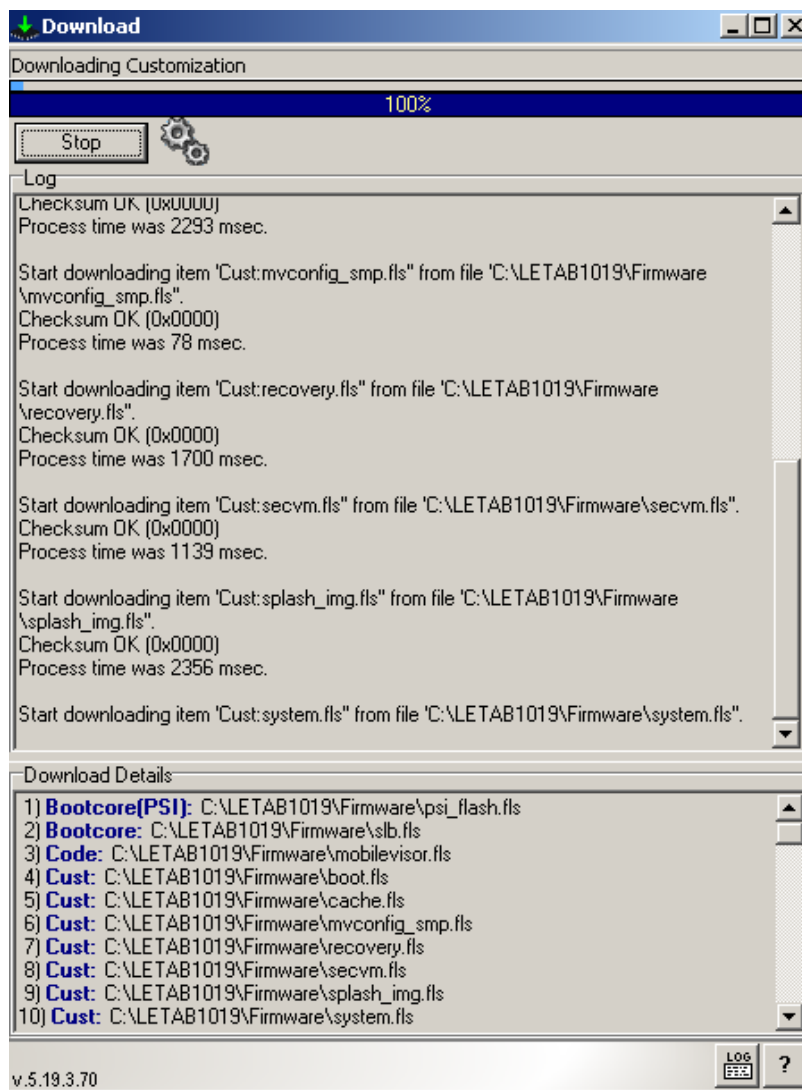 Download
Downloading Customization
100%
Stop
Log
Checksum OK (0x0000)
Process time was 2293 msec.
Start downloading item 'Cust:mvconfig_smp.fls" from file 'C:\LETAB1019\Firmware
\mvconfig_smp.fls".
Checksum OK (0x0000)
Process time was 78 msec.
Start downloading item 'Cust:recovery.fls" from file 'C:\LETAB1019\Firmware
\recovery.fls".
Checksum OK (0x0000)
Process time was 1700 msec.
Start downloading item 'Cust:secvm.fls" from file 'C:\LETAB1019\Firmware\secvm.fls".
Checksum OK (0x0000)
Process time was 1139 msec.
Start downloading item 'Cust:splash_img.fls" from file 'C:\LETAB1019\Firmware
\splash_img.fls".
Checksum OK (0x0000)
Process time was 2356 msec.
Start downloading item 'Cust:system.fls" from file 'C:\LETAB1019\Firmware\system.fls".
Download Details
1) Bootcore(PSI): C:\LETAB1019\Firmware\psi_flash.fls
2) Bootcore: C:\LETAB1019\Firmware\slb.fls
3) Code: C:\LETAB1019\Firmware\mobilevisor.fls
4) Cust: C:\LETAB1019\Firmware\boot.fls
5) Cust: C:\LETAB1019\Firmware\cache.fls
6) Cust: C:\LETAB1019\Firmware\mvconfig_smp.fls
7) Cust: C:\LETAB1019\Firmware\recovery.fls
8) Cust: C:\LETAB1019\Firmware\secvm.fls
9) Cust: C:\LETAB1019\Firmware\splash_img.fls
10) Cust: C:\LETAB1019\Firmware\system.fls
v.5.19.3.70
LOG
?